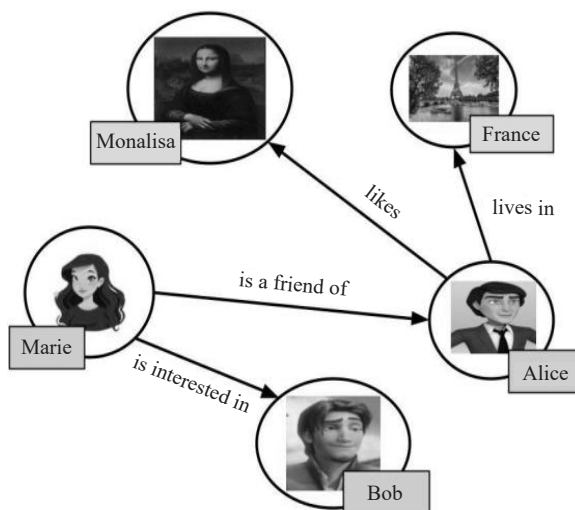 Monalisa
France
likes
lives in
is a friend of
Marie
Alice
is interested in
Bob